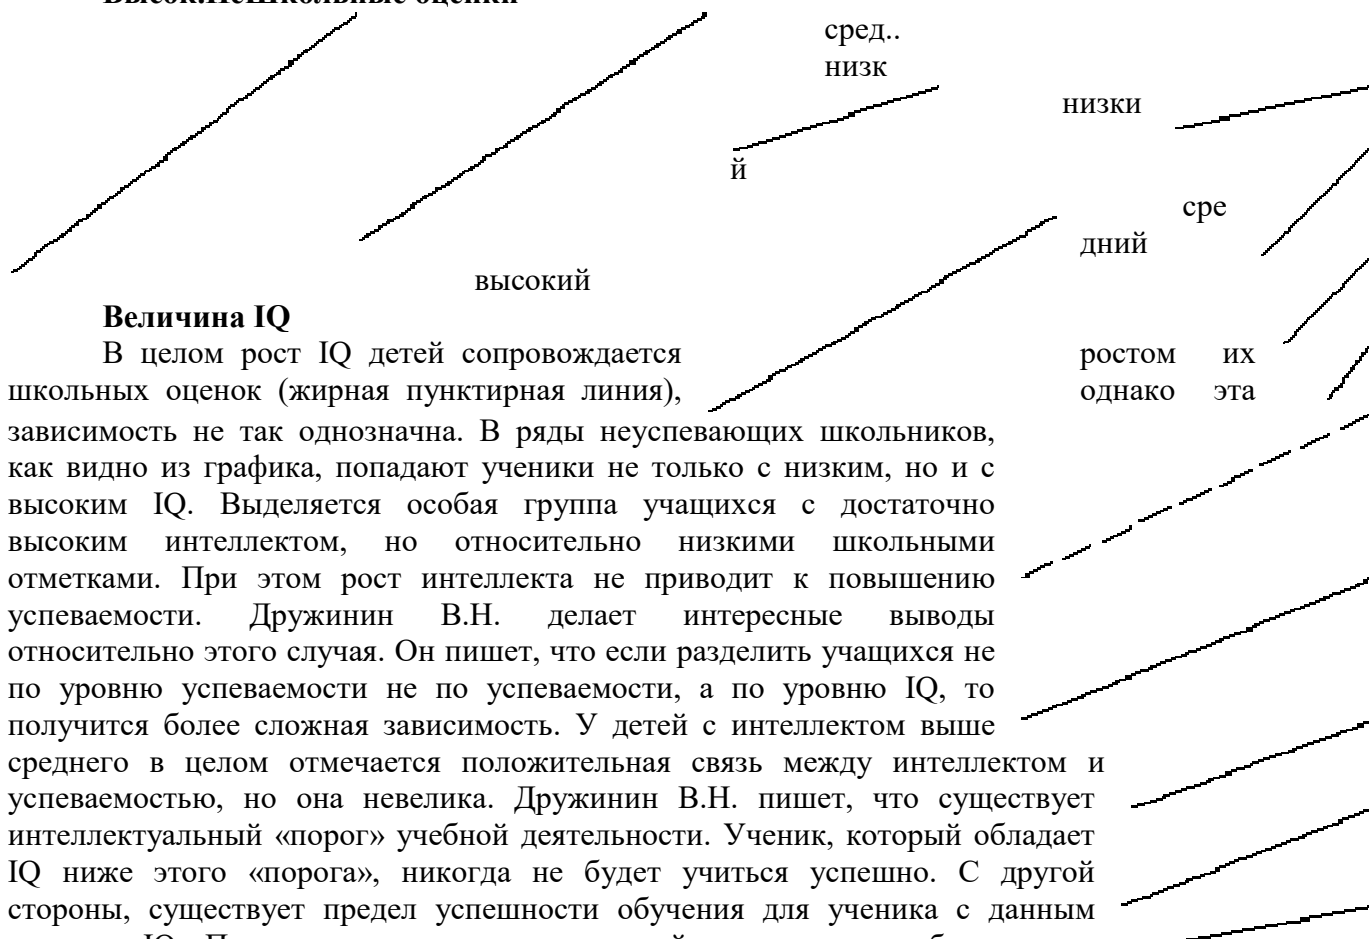 Высок.НеШкольные оценки
сред..
низк
низки
й
сре
дний
высокий
Величина IQ
В целом рост IQ детей сопровождается ростом их
школьных оценок (жирная пунктирная линия), однако эта
зависимость не так однозначна. В ряды неуспевающих школьников,
как видно из графика, попадают ученики не только с низким, но и с
высоким IQ. Выделяется особая группа учащихся с достаточно
высоким интеллектом, но относительно низкими школьными
отметками. При этом рост интеллекта не приводит к повышению
успеваемости. Дружинин В.Н. делает интересные выводы
относительно этого случая. Он пишет, что если разделить учащихся не
по уровню успеваемости не по успеваемости, а по уровню IQ, то
получится более сложная зависимость. У детей с интеллектом выше
среднего в целом отмечается положительная связь между интеллектом и
успеваемостью, но она невелика. Дружинин В.Н. пишет, что существует
интеллектуальный «порог» учебной деятельности. Ученик, который обладает
IQ ниже этого «порога», никогда не будет учиться успешно. С другой
стороны, существует предел успешности обучения для ученика с данным